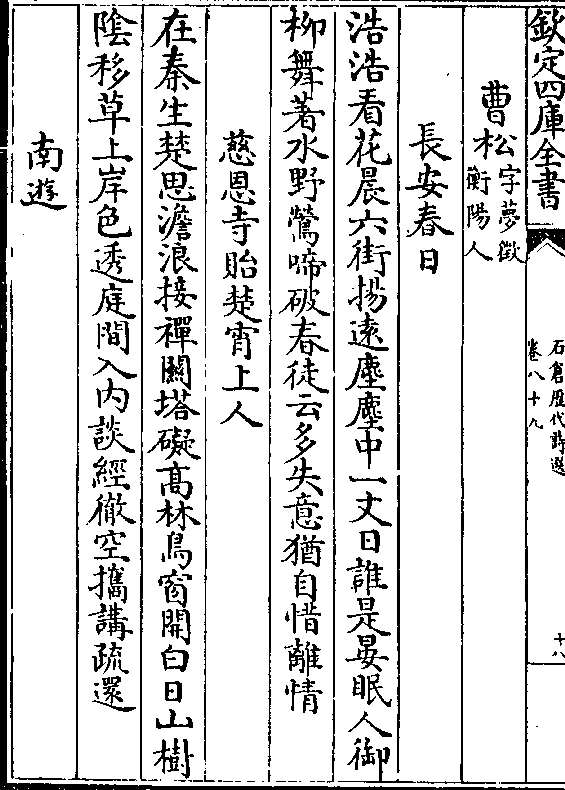 欽定四庫全書
石倉歷代詩選
卷八十九
十八
曹松字夢徵
衡陽人
長安春日
浩浩看花晨六街揚遠塵塵中一丈日誰是晏眠人御
柳舞著水野鶯啼破春徒云多失意猶自惜離情
慈恩寺貽楚霄上人
在秦生楚思澹浪接禪關塔礙髙林鳥窗開白日山樹
陰移草上岸色透庭間入内談經徹空攜講疏還
南遊